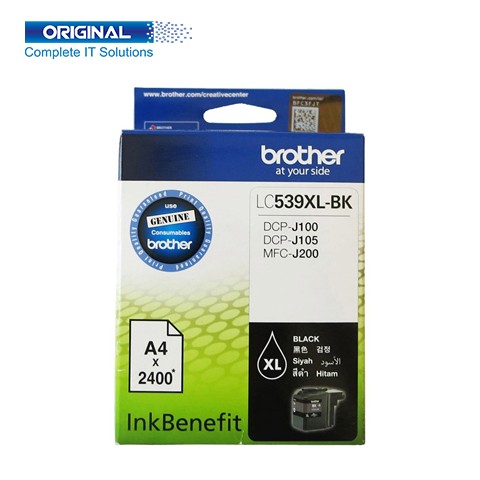 ORIGINAL
Complete IT Solutions
www.brother.com/creativecenter
brother
at your side
LC539XL-BK
DCP-J100
DCP-J105
MFC-J200
Print Quality
use
GENUINE
Consumables
brother
A4
x
2400*
XL
BLACK
黑色 검정
Siyah الأسود
สีดำ Hitam
InkBenefit